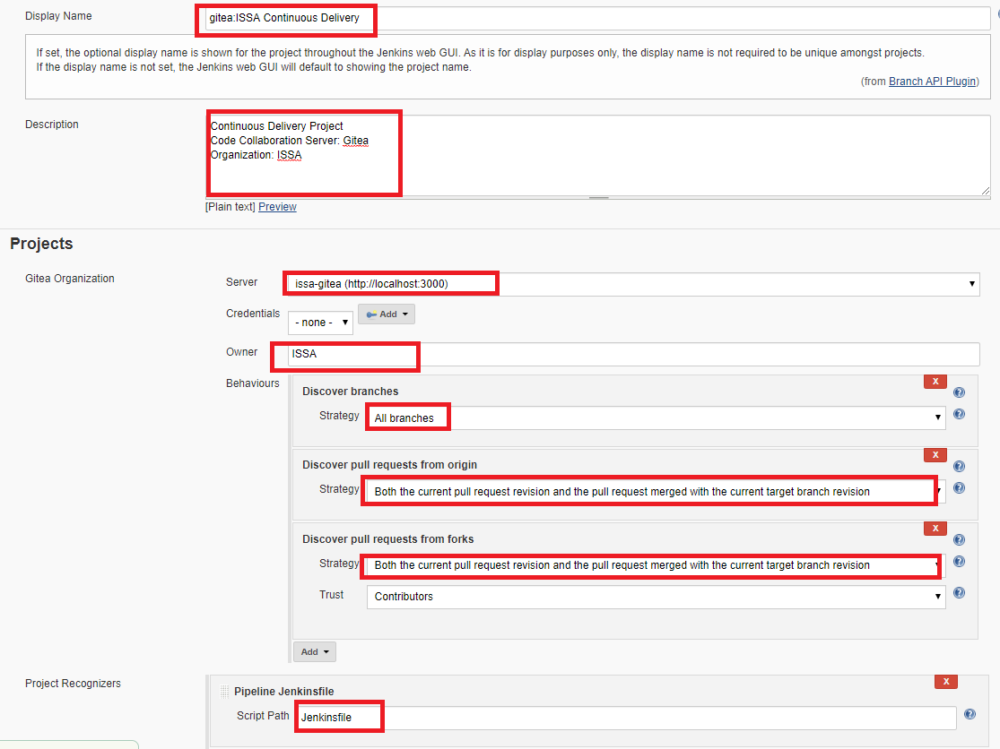 Display Name
gitea:ISSA Continuous Delivery
If set, the optional display name is shown for the project throughout the Jenkins web GUI. As it is for display purposes only, the display name is not required to be unique amongst projects.
If the display name is not set, the Jenkins web GUI will default to showing the project name.
(from Branch API Plugin)
Description
Continuous Delivery Project
Code Collaboration Server: Gitea
Organization: ISSA
[Plain text] Preview
Projects
Gitea Organization
Server
issa-gitea (http://localhost:3000)
Credentials
- none -
Add
Owner
ISSA
Behaviours
Discover branches
X
Strategy
All branches
Discover pull requests from origin
X
Strategy
Both the current pull request revision and the pull request merged with the current target branch revision
Discover pull requests from forks
X
Strategy
Both the current pull request revision and the pull request merged with the current target branch revision
Trust
Contributors
Add
Project Recognizers
Pipeline Jenkinsfile
X
Script Path
Jenkinsfile